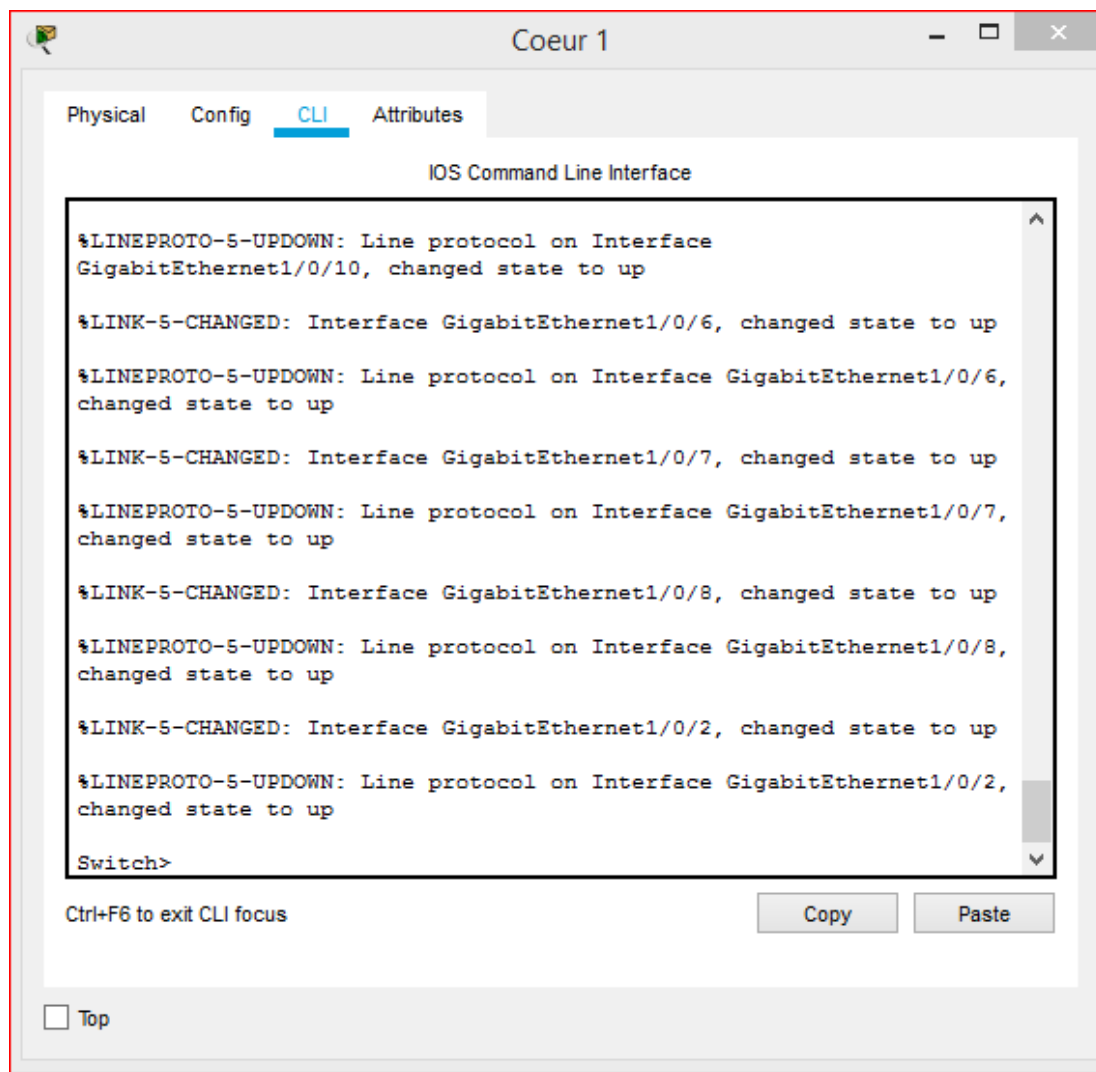 Coeur 1
Physical Config CLI Attributes
IOS Command Line Interface
%LINEPROTO-5-UPDOWN: Line protocol on Interface
GigabitEthernet1/0/10, changed state to up
%LINK-5-CHANGED: Interface GigabitEthernet1/0/6, changed state to up
%LINEPROTO-5-UPDOWN: Line protocol on Interface GigabitEthernet1/0/6,
changed state to up
%LINK-5-CHANGED: Interface GigabitEthernet1/0/7, changed state to up
%LINEPROTO-5-UPDOWN: Line protocol on Interface GigabitEthernet1/0/7,
changed state to up
%LINK-5-CHANGED: Interface GigabitEthernet1/0/8, changed state to up
%LINEPROTO-5-UPDOWN: Line protocol on Interface GigabitEthernet1/0/8,
changed state to up
%LINK-5-CHANGED: Interface GigabitEthernet1/0/2, changed state to up
%LINEPROTO-5-UPDOWN: Line protocol on Interface GigabitEthernet1/0/2,
changed state to up
Switch>
Ctrl+F6 to exit CLI focus Copy Paste
Top